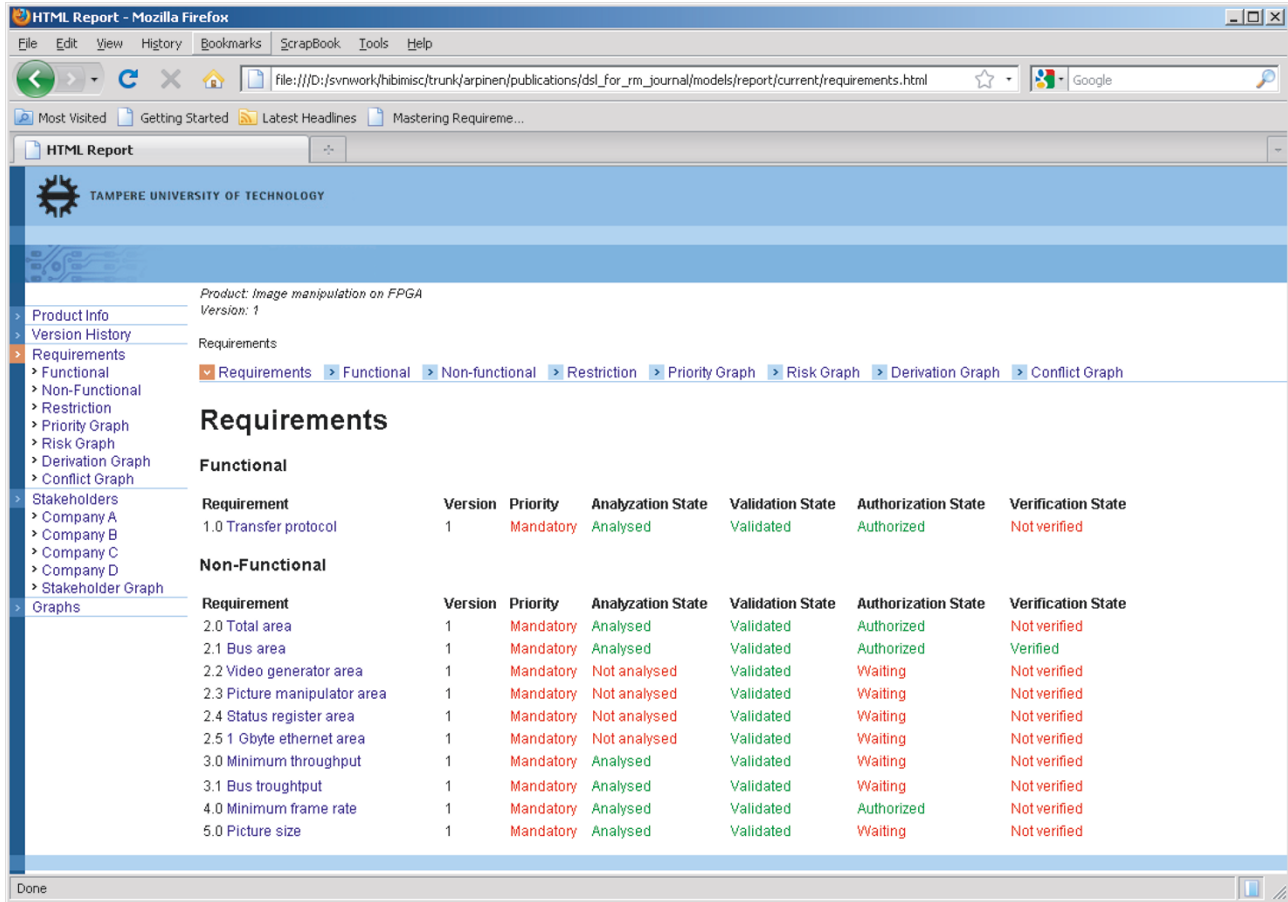 HTML Report - Mozilla Firefox
File Edit View History Bookmarks ScrapBook Tools Help
file:///D:/svnwork/hibimisc/trunk/arpinen/publications/dsl_for_rm_journal/models/report/current/requirements.html Google
Most Visited Getting Started Latest Headlines Mastering Requireme...
HTML Report
TAMPERE UNIVERSITY OF TECHNOLOGY
Product Info
Version History
Requirements
Functional
Non-Functional
Restriction
Priority Graph
Risk Graph
Derivation Graph
Conflict Graph
Stakeholders
Company A
Company B
Company C
Company D
Stakeholder Graph
Graphs
Product: Image manipulation on FPGA
Version: 1
Requirements
Requirements Functional Non-functional Restriction Priority Graph Risk Graph Derivation Graph Conflict Graph
Requirements
Functional
Requirement Version Priority Analyzation State Validation State Authorization State Verification State
1.0 Transfer protocol 1 Mandatory Analysed Validated Authorized Not verified
Non-Functional
Requirement Version Priority Analyzation State Validation State Authorization State Verification State
2.0 Total area 1 Mandatory Analysed Validated Authorized Not verified
2.1 Bus area 1 Mandatory Analysed Validated Authorized Verified
2.2 Video generator area 1 Mandatory Not analysed Validated Waiting Not verified
2.3 Picture manipulator area 1 Mandatory Not analysed Validated Waiting Not verified
2.4 Status register area 1 Mandatory Not analysed Validated Waiting Not verified
2.5 1 Gbyte ethernet area 1 Mandatory Not analysed Validated Waiting Not verified
3.0 Minimum throughput 1 Mandatory Analysed Validated Waiting Not verified
3.1 Bus troughtput 1 Mandatory Analysed Validated Waiting Not verified
4.0 Minimum frame rate 1 Mandatory Analysed Validated Authorized Not verified
5.0 Picture size 1 Mandatory Analysed Validated Waiting Not verified
Done